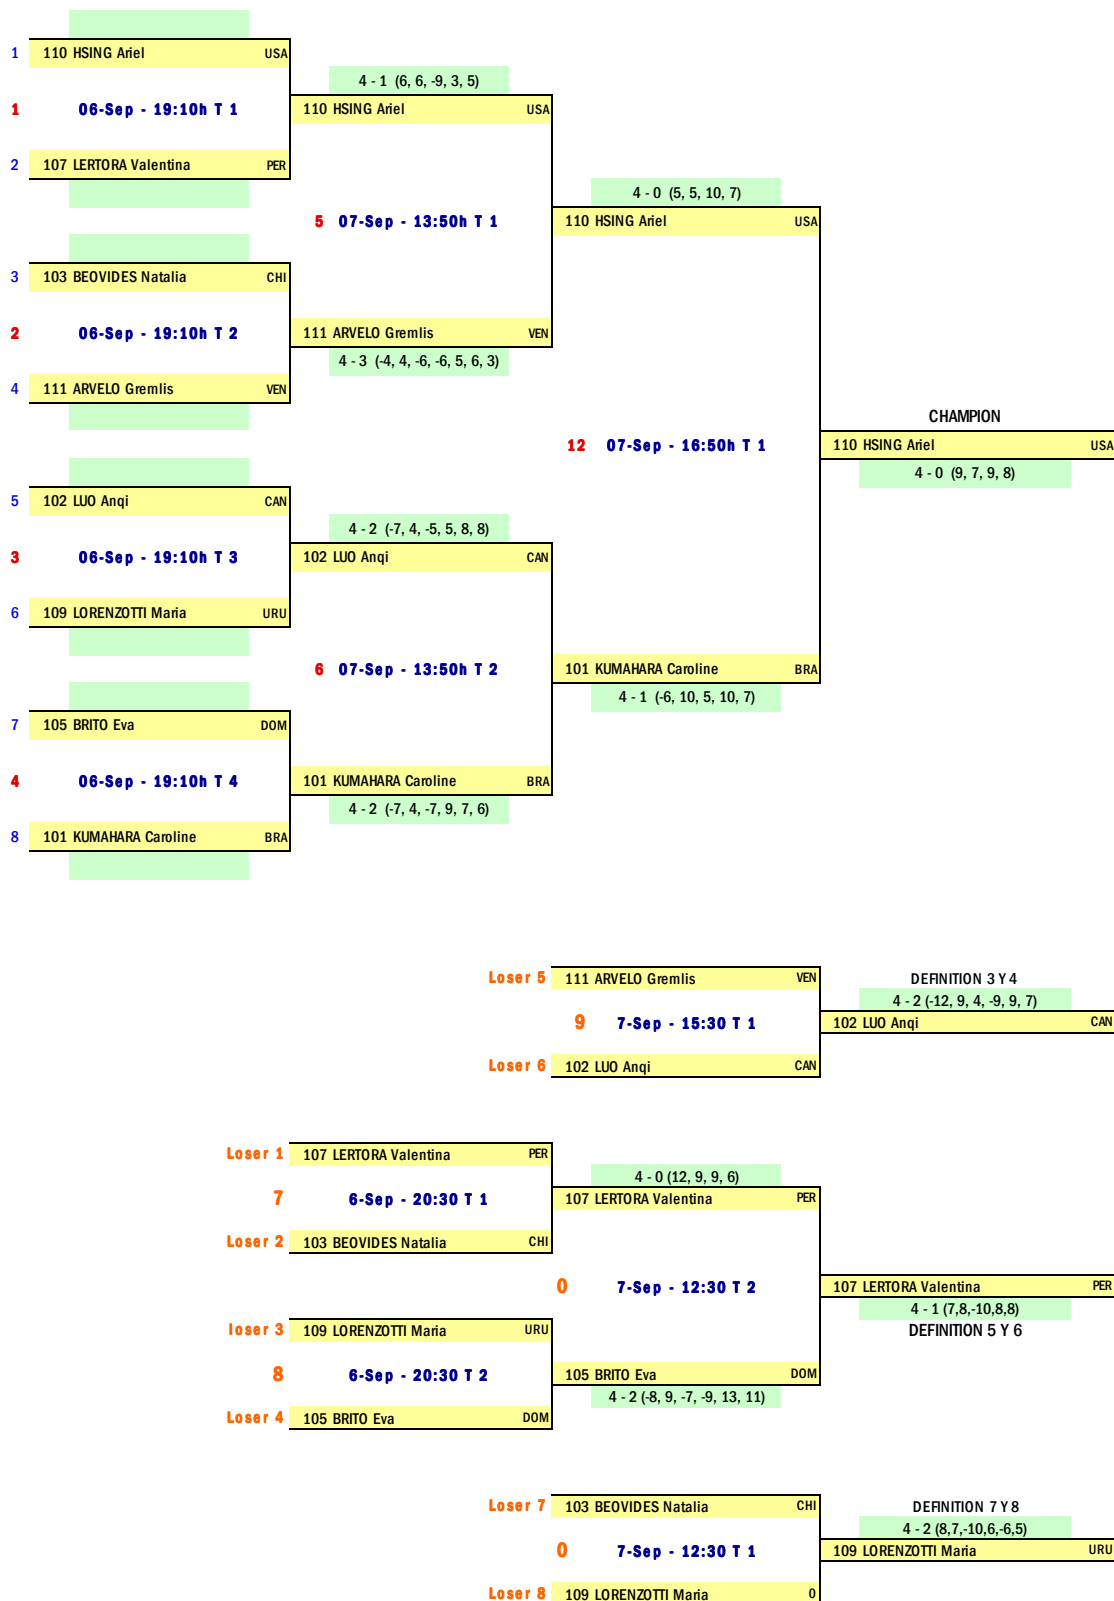 1 110 HSING Ariel USA
4 - 1 (6, 6, -9, 3, 5)
1 06-Sep - 19:10h T 1 110 HSING Ariel USA
2 107 LERTORA Valentina PER
4 - 0 (5, 5, 10, 7)
5 07-Sep - 13:50h T 1 110 HSING Ariel USA
3 103 BEOVIDES Natalia CHI
2 06-Sep - 19:10h T 2 111 ARVELO Gremlis VEN
4 - 3 (-4, 4, -6, -6, 5, 6, 3)
4 111 ARVELO Gremlis VEN
CHAMPION
12 07-Sep - 16:50h T 1 110 HSING Ariel USA
4 - 0 (9, 7, 9, 8)
5 102 LUO Anqi CAN
4 - 2 (-7, 4, -5, 5, 8, 8)
3 06-Sep - 19:10h T 3 102 LUO Anqi CAN
6 109 LORENZOTTI Maria URU
6 07-Sep - 13:50h T 2 101 KUMAHARA Caroline BRA
4 - 1 (-6, 10, 5, 10, 7)
7 105 BRITO Eva DOM
4 06-Sep - 19:10h T 4 101 KUMAHARA Caroline BRA
4 - 2 (-7, 4, -7, 9, 7, 6)
8 101 KUMAHARA Caroline BRA
Loser 5 111 ARVELO Gremlis VEN DEFINITION 3 Y 4
4 - 2 (-12, 9, 4, -9, 9, 7)
9 7-Sep - 15:30 T 1 102 LUO Anqi CAN
Loser 6 102 LUO Anqi CAN
Loser 1 107 LERTORA Valentina PER
4 - 0 (12, 9, 9, 6)
7 6-Sep - 20:30 T 1 107 LERTORA Valentina PER
Loser 2 103 BEOVIDES Natalia CHI
0 7-Sep - 12:30 T 2 107 LERTORA Valentina PER
4 - 1 (7,8,-10,8,8)
loser 3 109 LORENZOTTI Maria URU DEFINITION 5 Y 6
8 6-Sep - 20:30 T 2 105 BRITO Eva DOM
4 - 2 (-8, 9, -7, -9, 13, 11)
Loser 4 105 BRITO Eva DOM
Loser 7 103 BEOVIDES Natalia CHI DEFINITION 7 Y 8
4 - 2 (8,7,-10,6,-6,5)
0 7-Sep - 12:30 T 1 109 LORENZOTTI Maria URU
Loser 8 109 LORENZOTTI Maria 0